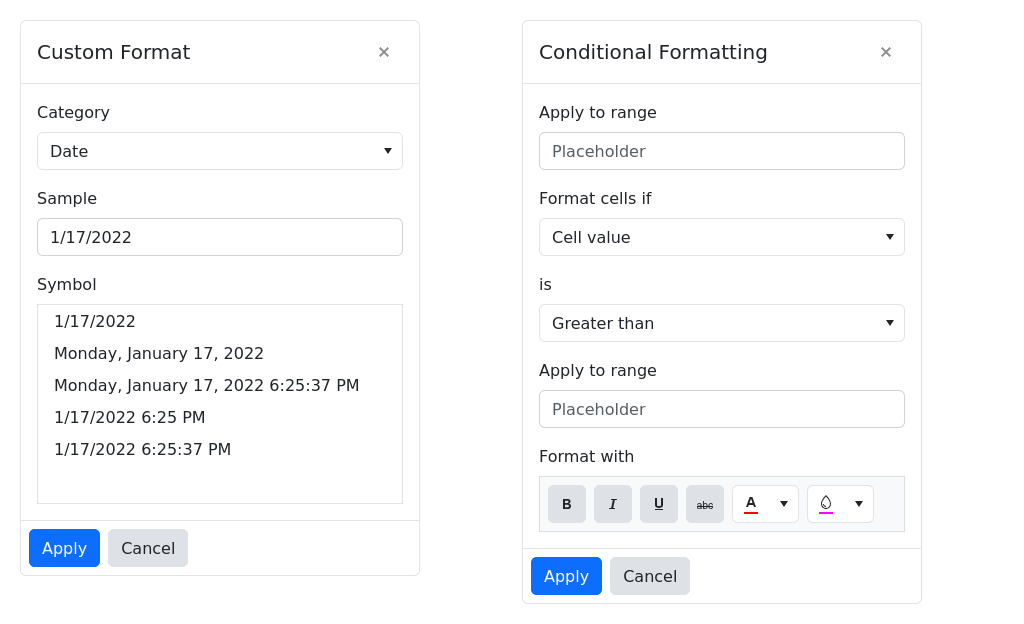 Custom Format
×
Category
Date
Sample
1/17/2022
Symbol
1/17/2022
Monday, January 17, 2022
Monday, January 17, 2022 6:25:37 PM
1/17/2022 6:25 PM
1/17/2022 6:25:37 PM
Apply Cancel
Conditional Formatting
×
Apply to range
Placeholder
Format cells if
Cell value
is
Greater than
Apply to range
Placeholder
Format with
B I U abc A
Apply Cancel